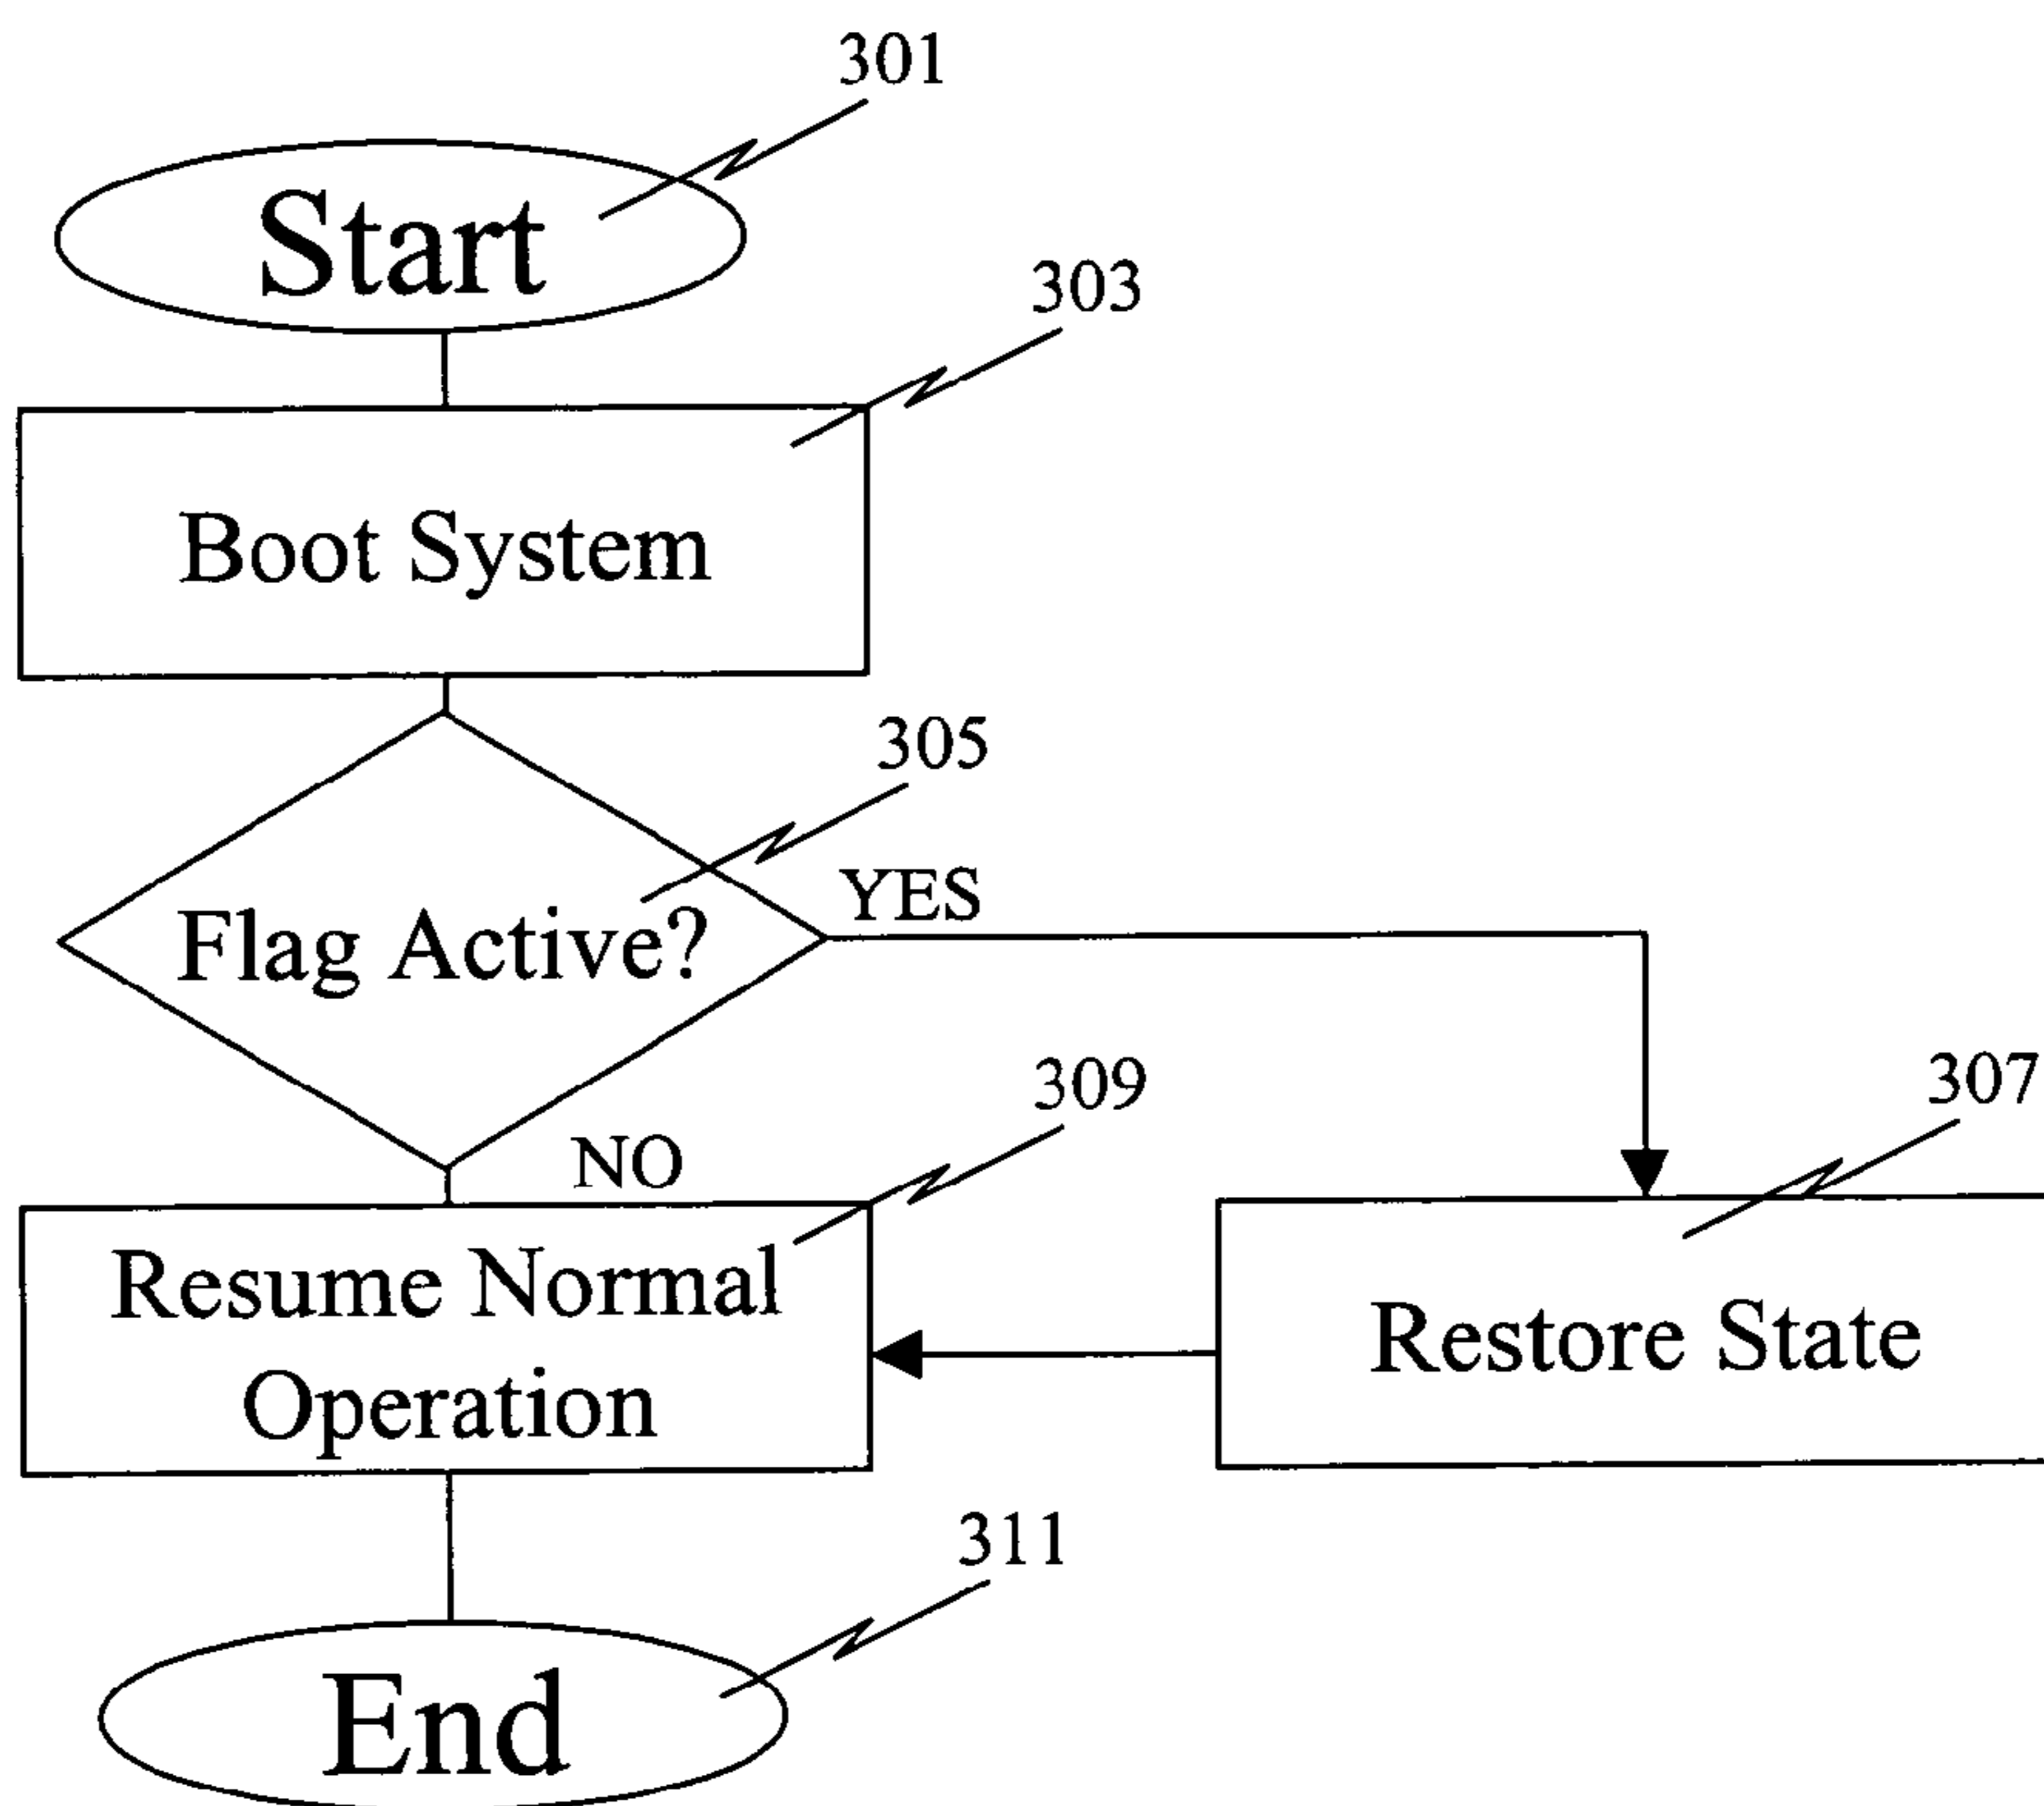 301
Start
303
Boot System
305
YES
Flag Active?
309
307
NO
Resume Normal
Operation
Restore State
311
End